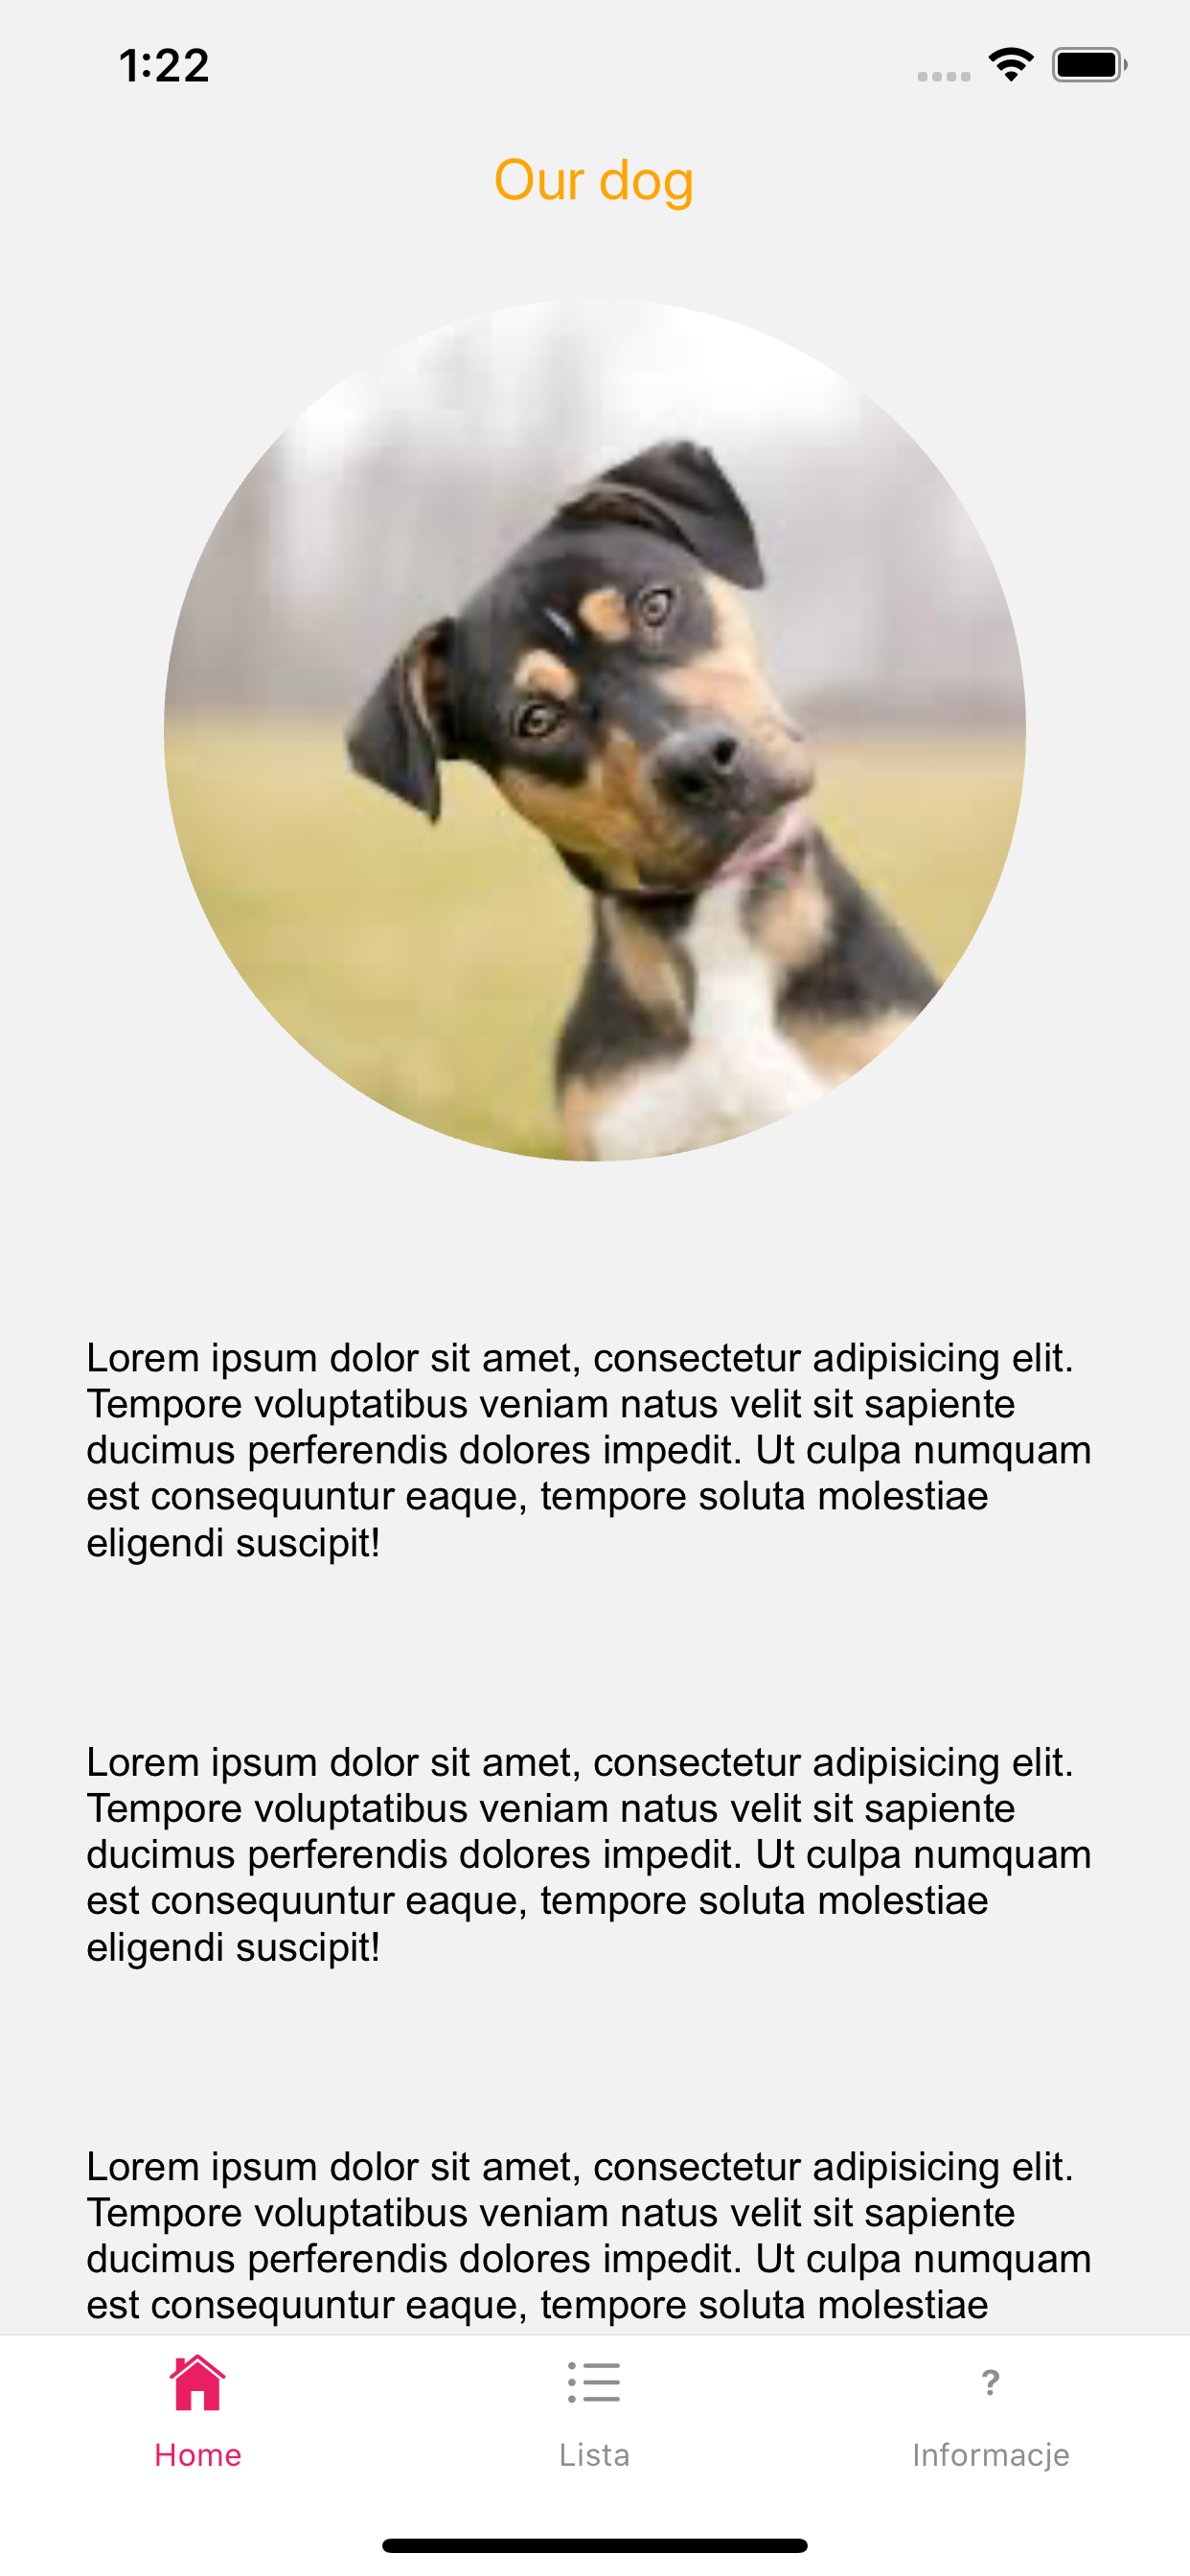 1:22
Our dog
Lorem ipsum dolor sit amet, consectetur adipisicing elit.
Tempore voluptatibus veniam natus velit sit sapiente
ducimus perferendis dolores impedit. Ut culpa numquam
est consequuntur eaque, tempore soluta molestiae
eligendi suscipit!
Lorem ipsum dolor sit amet, consectetur adipisicing elit.
Tempore voluptatibus veniam natus velit sit sapiente
ducimus perferendis dolores impedit. Ut culpa numquam
est consequuntur eaque, tempore soluta molestiae
eligendi suscipit!
Lorem ipsum dolor sit amet, consectetur adipisicing elit.
Tempore voluptatibus veniam natus velit sit sapiente
ducimus perferendis dolores impedit. Ut culpa numquam
est consequuntur eaque, tempore soluta molestiae
?
Home
Lista
Informacje